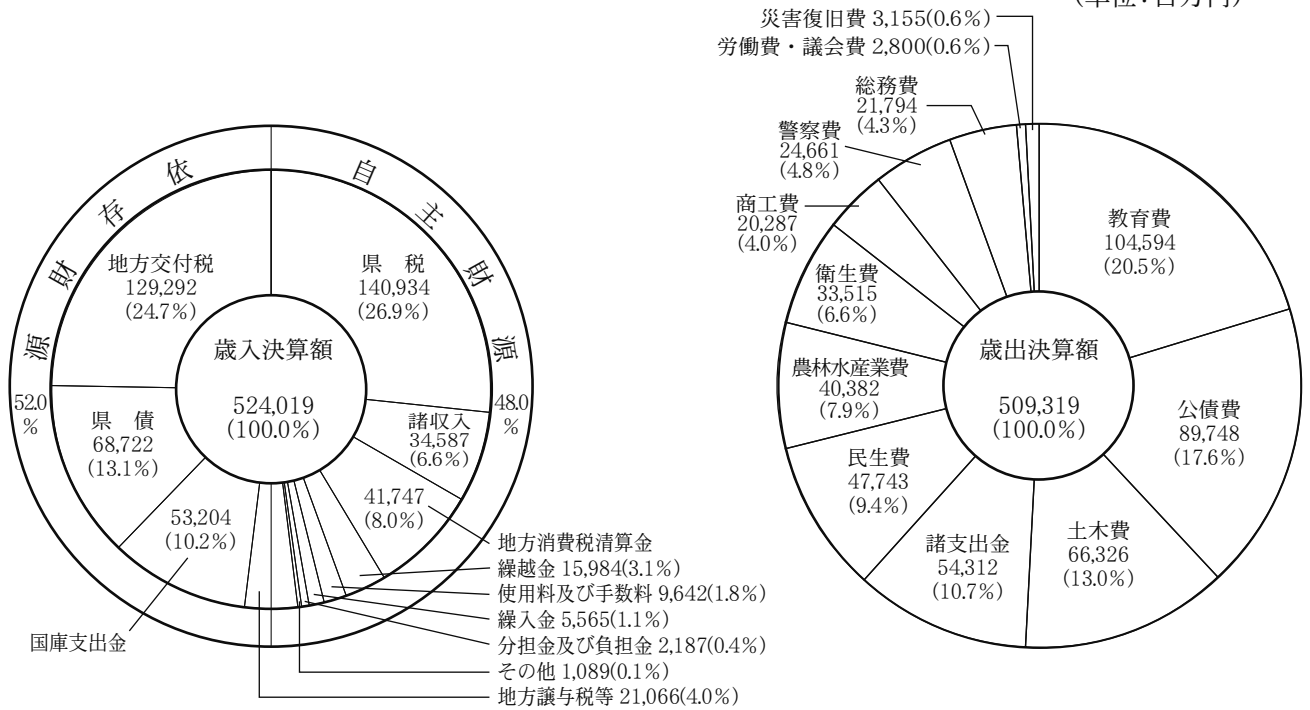 (単位:百万円)
災害復旧費 3,155(0.6%)
労働費・議会費 2,800(0.6%)
総務費
21,794
(4.3%)
警察費
24,661
(4.8%)
商工費
20,287
(4.0%)
衛生費
33,515
(6.6%)
農林水産業費
40,382
(7.9%)
民生費
47,743
(9.4%)
諸支出金
54,312
(10.7%)
土木費
66,326
(13.0%)
公債費
89,748
(17.6%)
教育費
104,594
(20.5%)
歳出決算額
509,319
(100.0%)
依存財源
52.0
%
自主財源
48.0
%
地方交付税
129,292
(24.7%)
県 税
140,934
(26.9%)
歳入決算額
524,019
(100.0%)
県 債
68,722
(13.1%)
諸収入
34,587
(6.6%)
53,204
(10.2%)
国庫支出金
41,747
(8.0%)
地方消費税清算金
繰越金 15,984(3.1%)
使用料及び手数料 9,642(1.8%)
繰入金 5,565(1.1%)
分担金及び負担金 2,187(0.4%)
その他 1,089(0.1%)
地方譲与税等 21,066(4.0%)